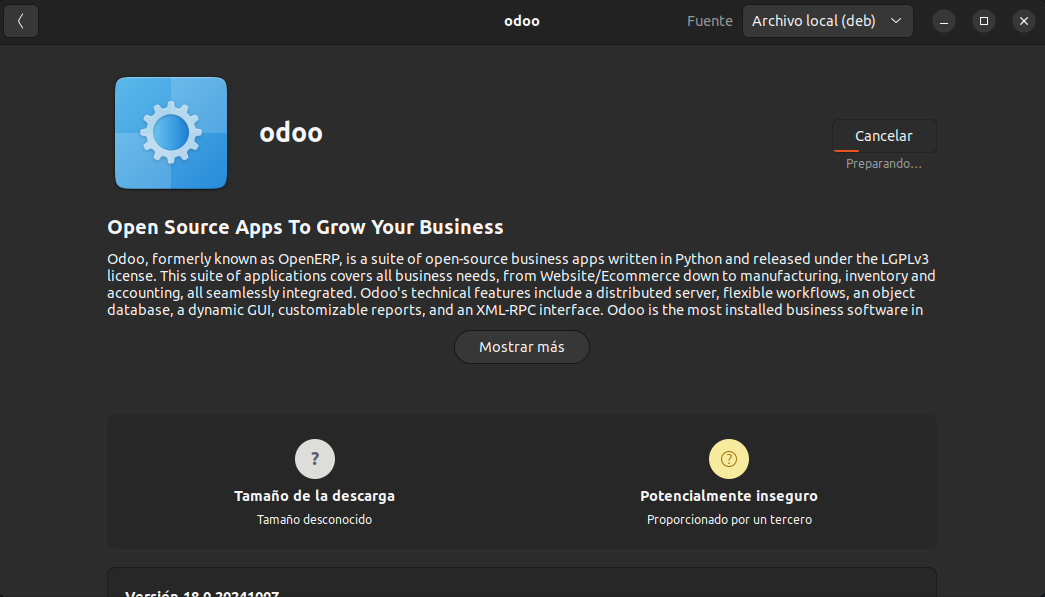 odoo
Fuente
Archivo local (deb)
odoo
Cancelar
Preparando…
Open Source Apps To Grow Your Business
Odoo, formerly known as OpenERP, is a suite of open-source business apps written in Python and released under the LGPLv3
license. This suite of applications covers all business needs, from Website/Ecommerce down to manufacturing, inventory and
accounting, all seamlessly integrated. Odoo's technical features include a distributed server, flexible workflows, an object
database, a dynamic GUI, customizable reports, and an XML-RPC interface. Odoo is the most installed business software in
Mostrar más
?
Tamaño de la descarga
Tamaño desconocido
?
Potencialmente inseguro
Proporcionado por un tercero
Versión 18.0.20241007